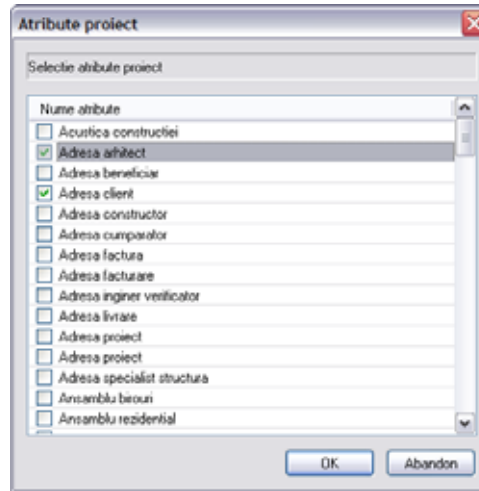 Atribute proiect
Selectie atribute proiect
Nume atribute
Acustica constructiei
Adresa arhitect
Adresa beneficiar
Adresa client
Adresa constructor
Adresa cumparator
Adresa factura
Adresa facturare
Adresa inginer verificator
Adresa livrare
Adresa proiect
Adresa proiect
Adresa specialist structura
Ansamblu birouri
Ansamblu rezidential
OK
Abandon